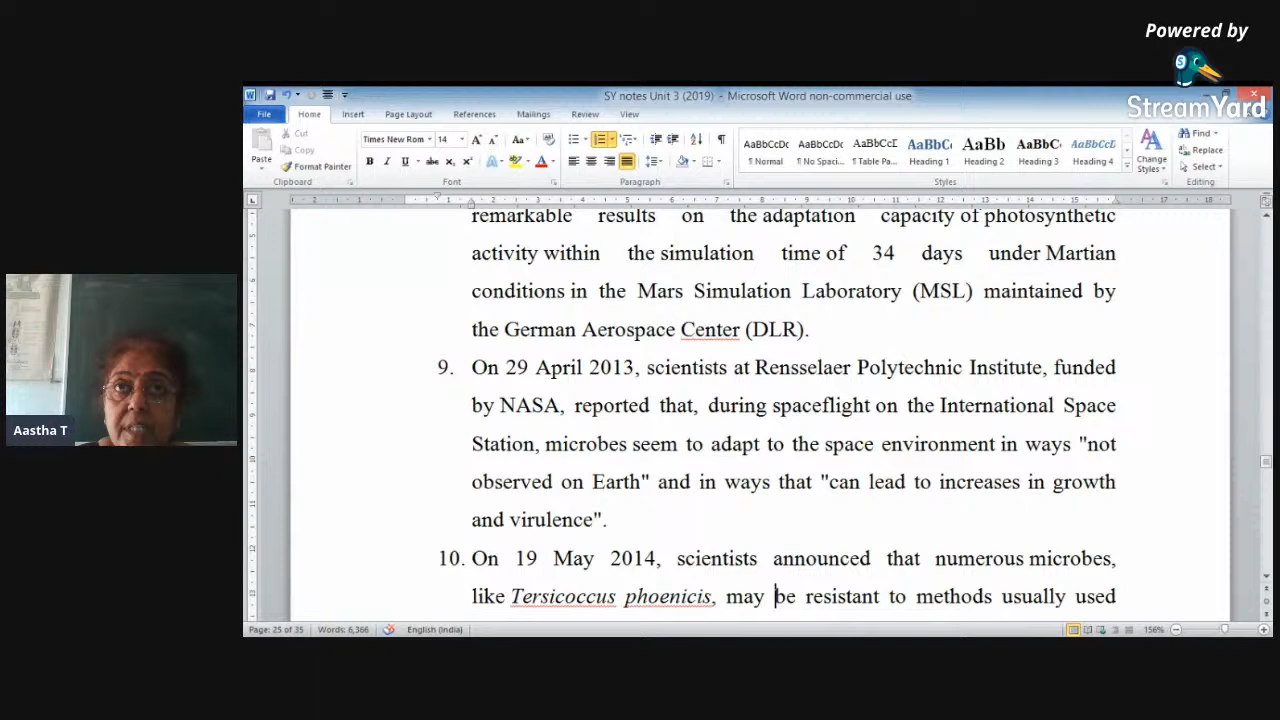 Powered by
StreamYard
SY notes Unit 3 (2019) - Microsoft Word non-commercial use
File Home Insert Page Layout References Mailings Review View
Paste
Cut
Copy
Format Painter
Clipboard
Times New Rom 14
Font
Paragraph
AaBbCcDc AaBbCcDc AaBbCcD AaBbC AaBb AaBbC AaBbCcD
¶ Normal ¶ No Spaci... ¶ Table Pa... Heading 1 Heading 2 Heading 3 Heading 4
Styles
Change
Styles
Find
Replace
Select
Editing
remarkable results on the adaptation capacity of photosynthetic
activity within the simulation time of 34 days under Martian
conditions in the Mars Simulation Laboratory (MSL) maintained by
the German Aerospace Center (DLR).
9. On 29 April 2013, scientists at Rensselaer Polytechnic Institute, funded
by NASA, reported that, during spaceflight on the International Space
Station, microbes seem to adapt to the space environment in ways "not
observed on Earth" and in ways that "can lead to increases in growth
and virulence".
10. On 19 May 2014, scientists announced that numerous microbes,
like Tersicoccus phoenicis, may be resistant to methods usually used
Aastha T
Page: 25 of 35 Words: 6,366 English (India) 156%